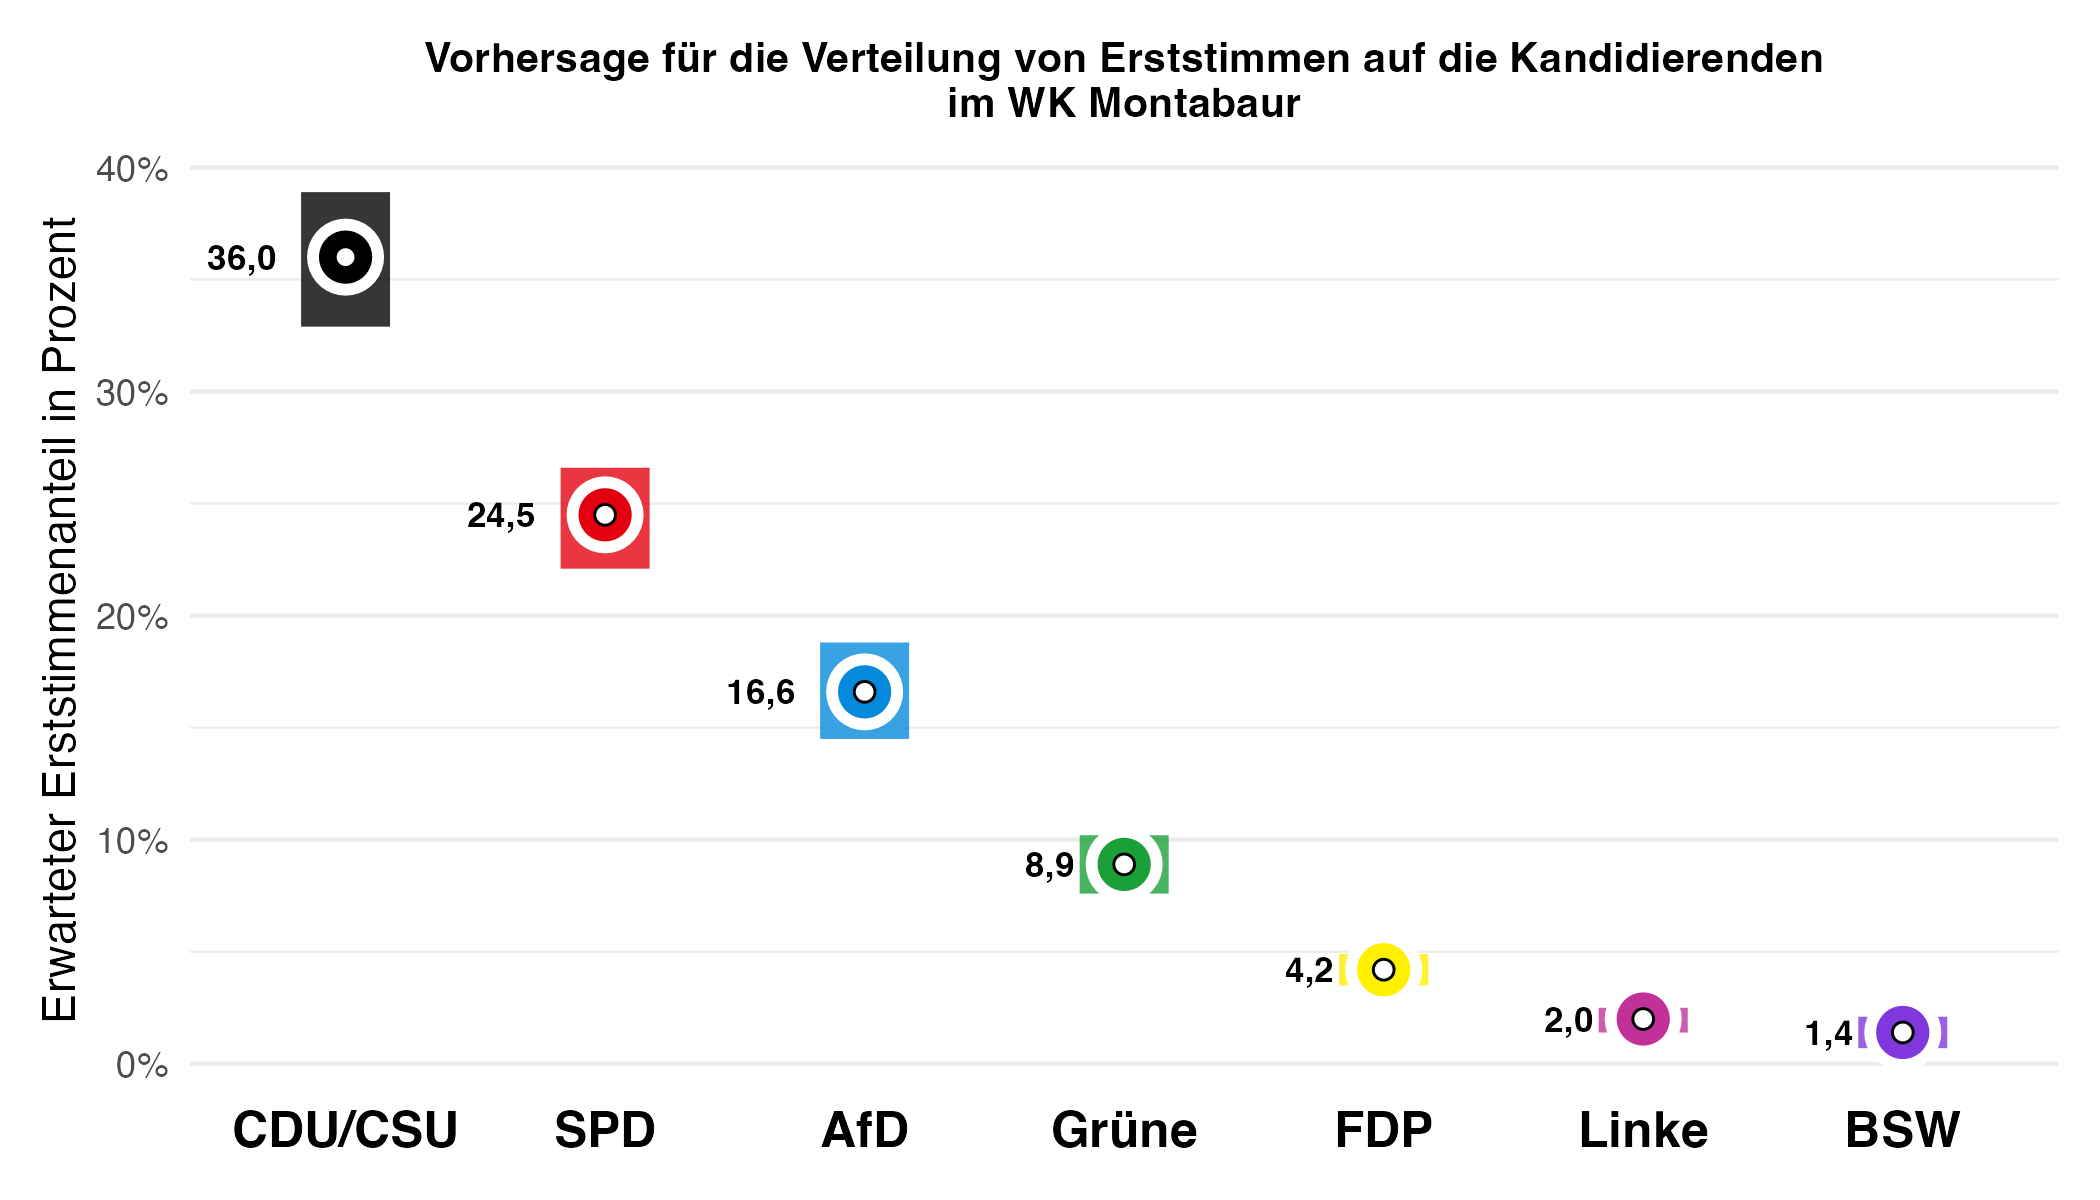 Vorhersage für die Verteilung von Erststimmen auf die Kandidierenden
im WK Montabaur
Erwarteter Erststimmenanteil in Prozent
40%
30%
20%
10%
0%
36,0
24,5
16,6
8,9
4,2
2,0
1,4
CDU/CSU
SPD
AfD
Grüne
FDP
Linke
BSW